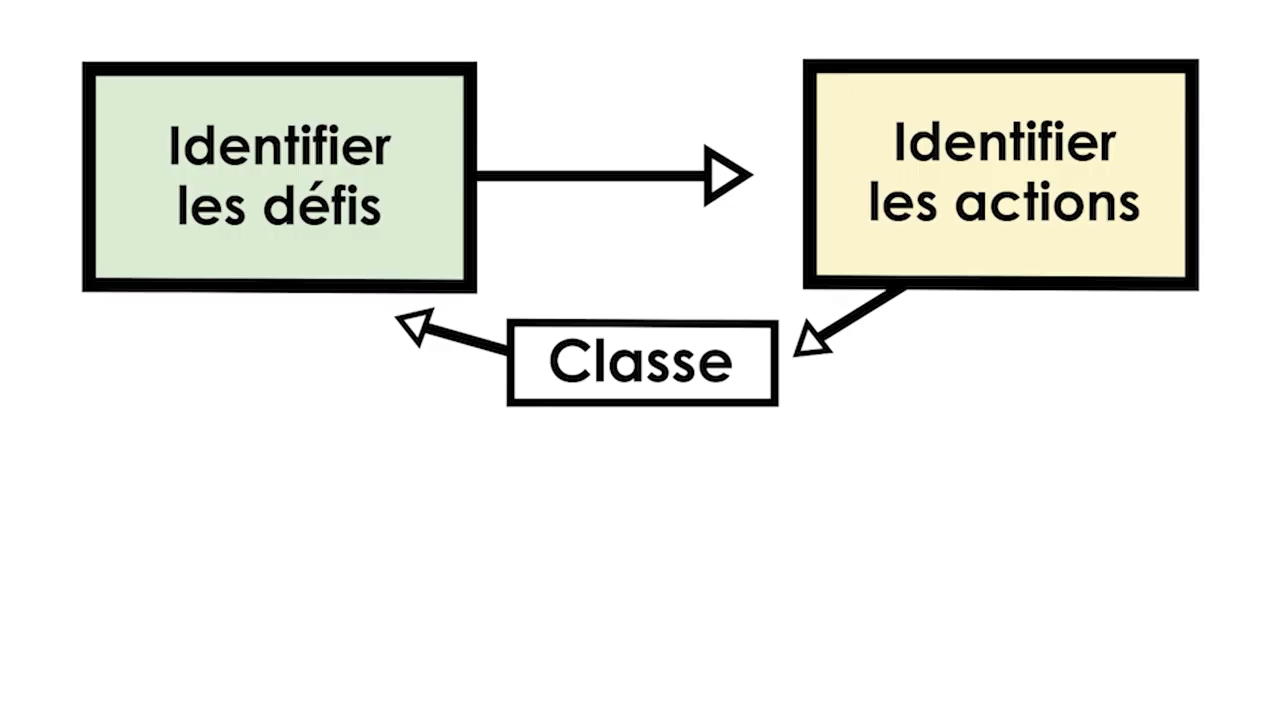 Identifier
les défis
Identifier
les actions
Classe